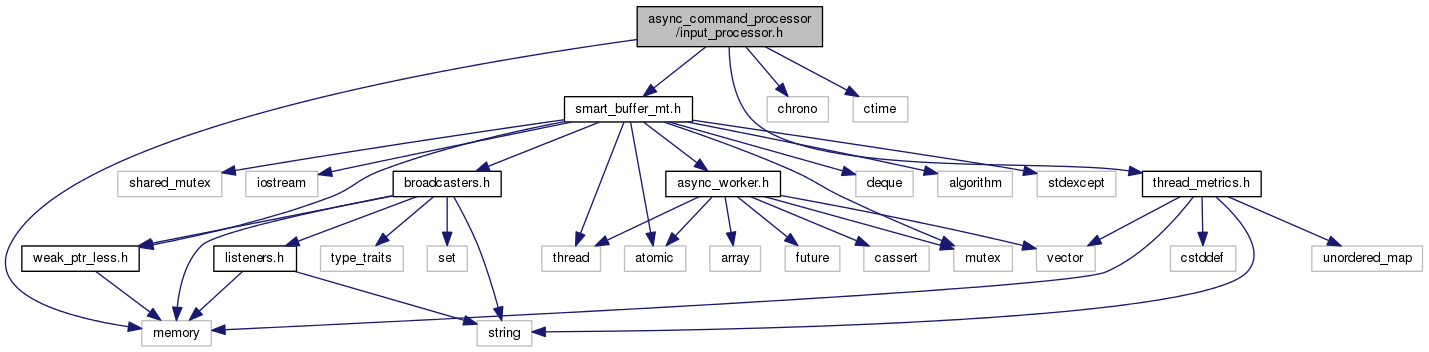 async_command_processor
/input_processor.h
smart_buffer_mt.h
chrono
ctime
shared_mutex
iostream
broadcasters.h
async_worker.h
deque
algorithm
stdexcept
thread_metrics.h
weak_ptr_less.h
listeners.h
type_traits
set
thread
atomic
array
future
cassert
mutex
vector
cstddef
unordered_map
memory
string